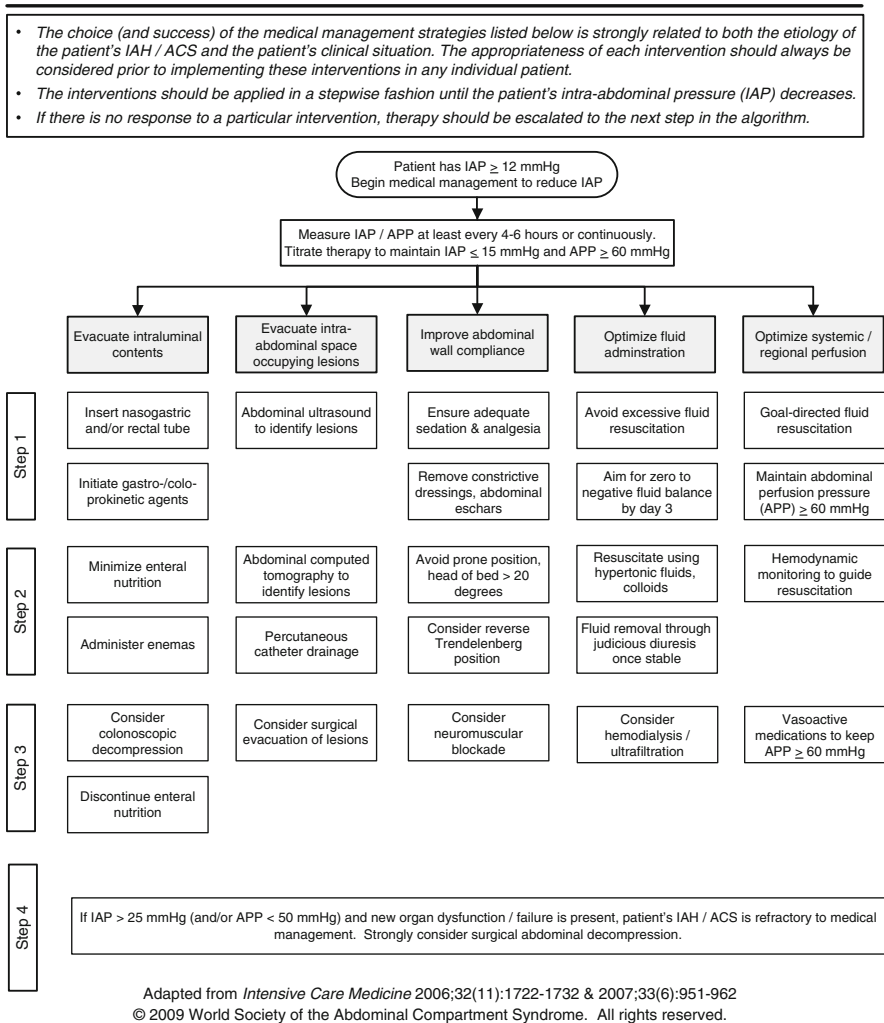 • The choice (and success) of the medical management strategies listed below is strongly related to both the etiology of
the patient's IAH / ACS and the patient's clinical situation. The appropriateness of each intervention should always be
considered prior to implementing these interventions in any individual patient.
• The interventions should be applied in a stepwise fashion until the patient's intra-abdominal pressure (IAP) decreases.
• If there is no response to a particular intervention, therapy should be escalated to the next step in the algorithm.
Patient has IAP ≥ 12 mmHg
Begin medical management to reduce IAP
Measure IAP / APP at least every 4-6 hours or continuously.
Titrate therapy to maintain IAP ≤ 15 mmHg and APP ≥ 60 mmHg
Evacuate intraluminal
contents
Evacuate intra-
abdominal space
occupying lesions
Improve abdominal
wall compliance
Optimize fluid
adminstration
Optimize systemic /
regional perfusion
Step 1
Insert nasogastric
and/or rectal tube
Abdominal ultrasound
to identify lesions
Ensure adequate
sedation & analgesia
Avoid excessive fluid
resuscitation
Goal-directed fluid
resuscitation
Initiate gastro-/colo-
prokinetic agents
Remove constrictive
dressings, abdominal
eschars
Aim for zero to
negative fluid balance
by day 3
Maintain abdominal
perfusion pressure
(APP) ≥ 60 mmHg
Step 2
Minimize enteral
nutrition
Abdominal computed
tomography to
identify lesions
Avoid prone position,
head of bed > 20
degrees
Resuscitate using
hypertonic fluids,
colloids
Hemodynamic
monitoring to guide
resuscitation
Administer enemas
Percutaneous
catheter drainage
Consider reverse
Trendelenberg
position
Fluid removal through
judicious diuresis
once stable
Step 3
Consider
colonoscopic
decompression
Consider surgical
evacuation of lesions
Consider
neuromuscular
blockade
Consider
hemodialysis /
ultrafiltration
Vasoactive
medications to keep
APP ≥ 60 mmHg
Discontinue enteral
nutrition
Step 4
If IAP > 25 mmHg (and/or APP < 50 mmHg) and new organ dysfunction / failure is present, patient's IAH / ACS is refractory to medical
management. Strongly consider surgical abdominal decompression.
Adapted from Intensive Care Medicine 2006;32(11):1722-1732 & 2007;33(6):951-962
© 2009 World Society of the Abdominal Compartment Syndrome. All rights reserved.